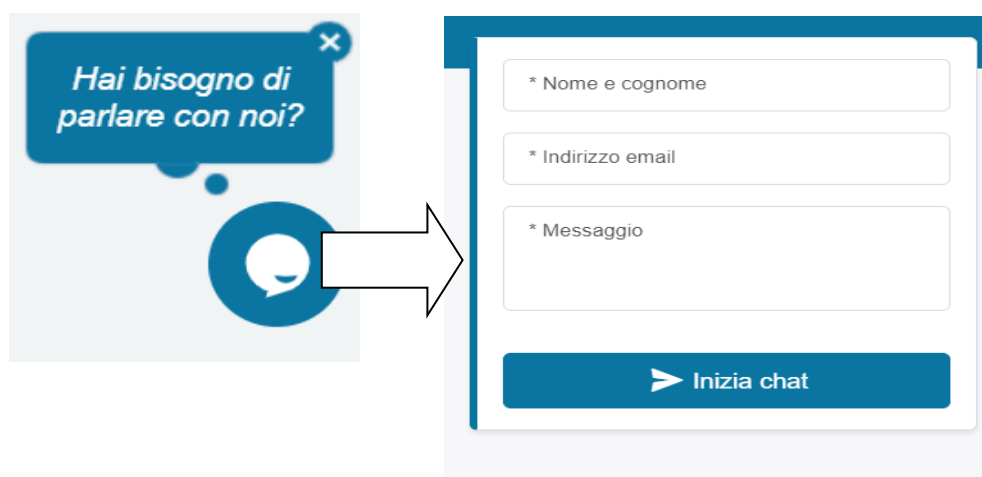 Hai bisogno di
parlare con noi?
* Nome e cognome
* Indirizzo email
* Messaggio
Inizia chat